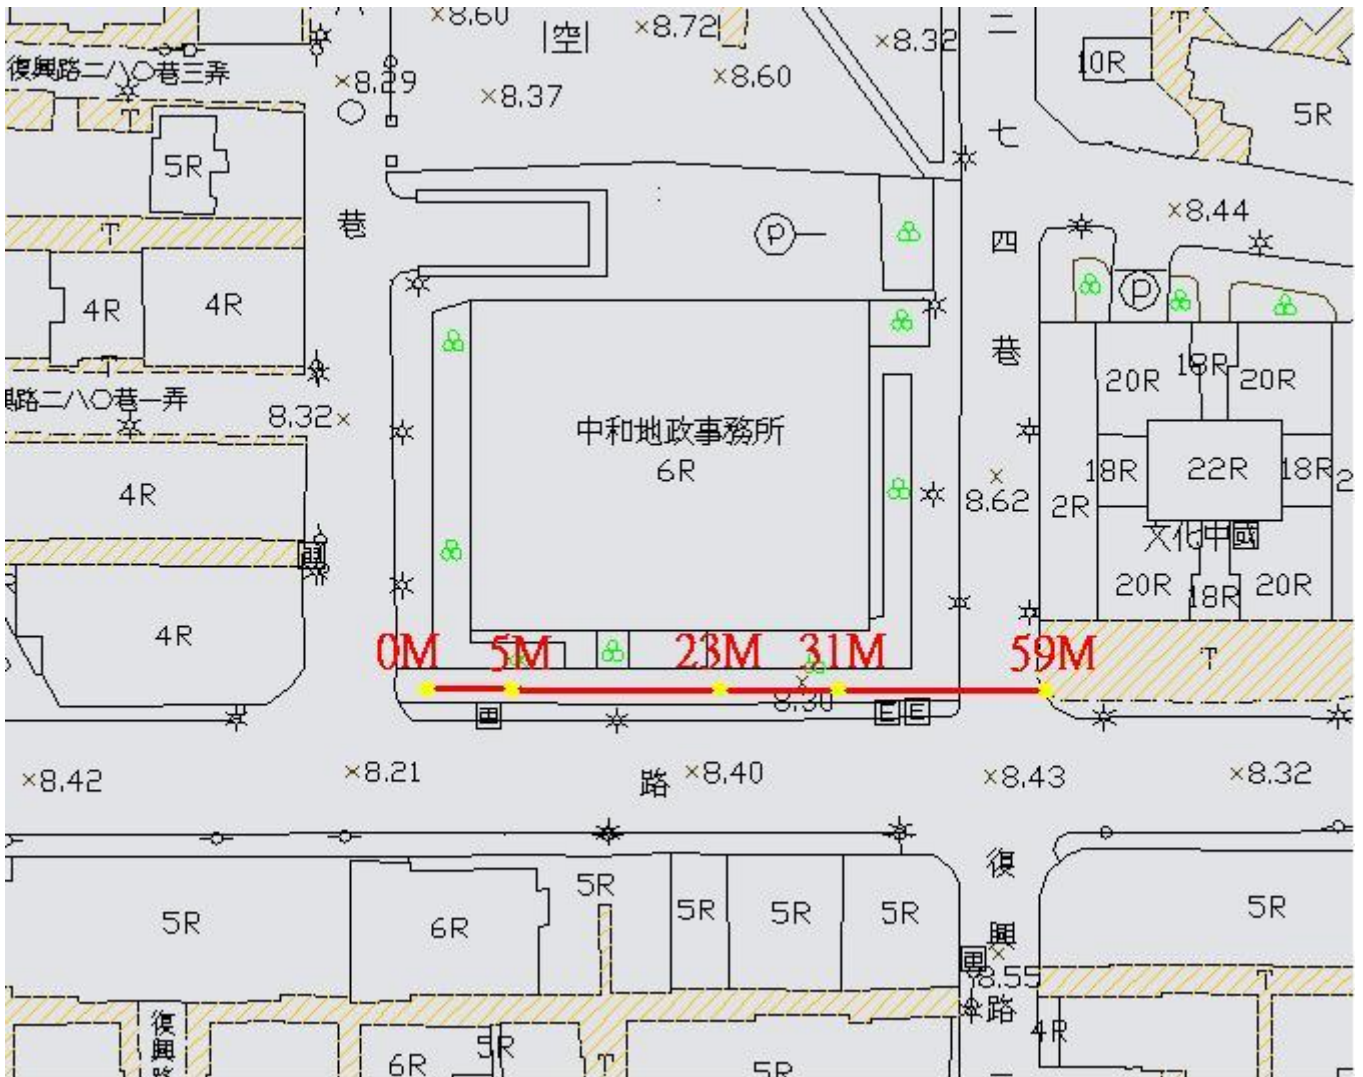 ×8.60
|空|
×8.72
×8.32
二
T
10R
復興路二八〇巷三弄
×8.29
×8.37
×8.60
5R
T
七
5R
巷
T
P
四
×8.44
P
4R
4R
巷
20R
18R
20R
T
路二八〇巷一弄
8.32×
中和地政事務所
6R
4R
18R
22R
18R
2
×
8.62
2R
文化中國
20R
18R
20R
4R
0M
5M
23M
31M
59M
T
×
8.30
E
E
×8.42
×8.21
路
×8.40
×8.43
×8.32
復
5R
5R
6R
5R
5R
5R
5R
興
×
8.55
T
路
4R
復
興
路
6R
5R
T
5R